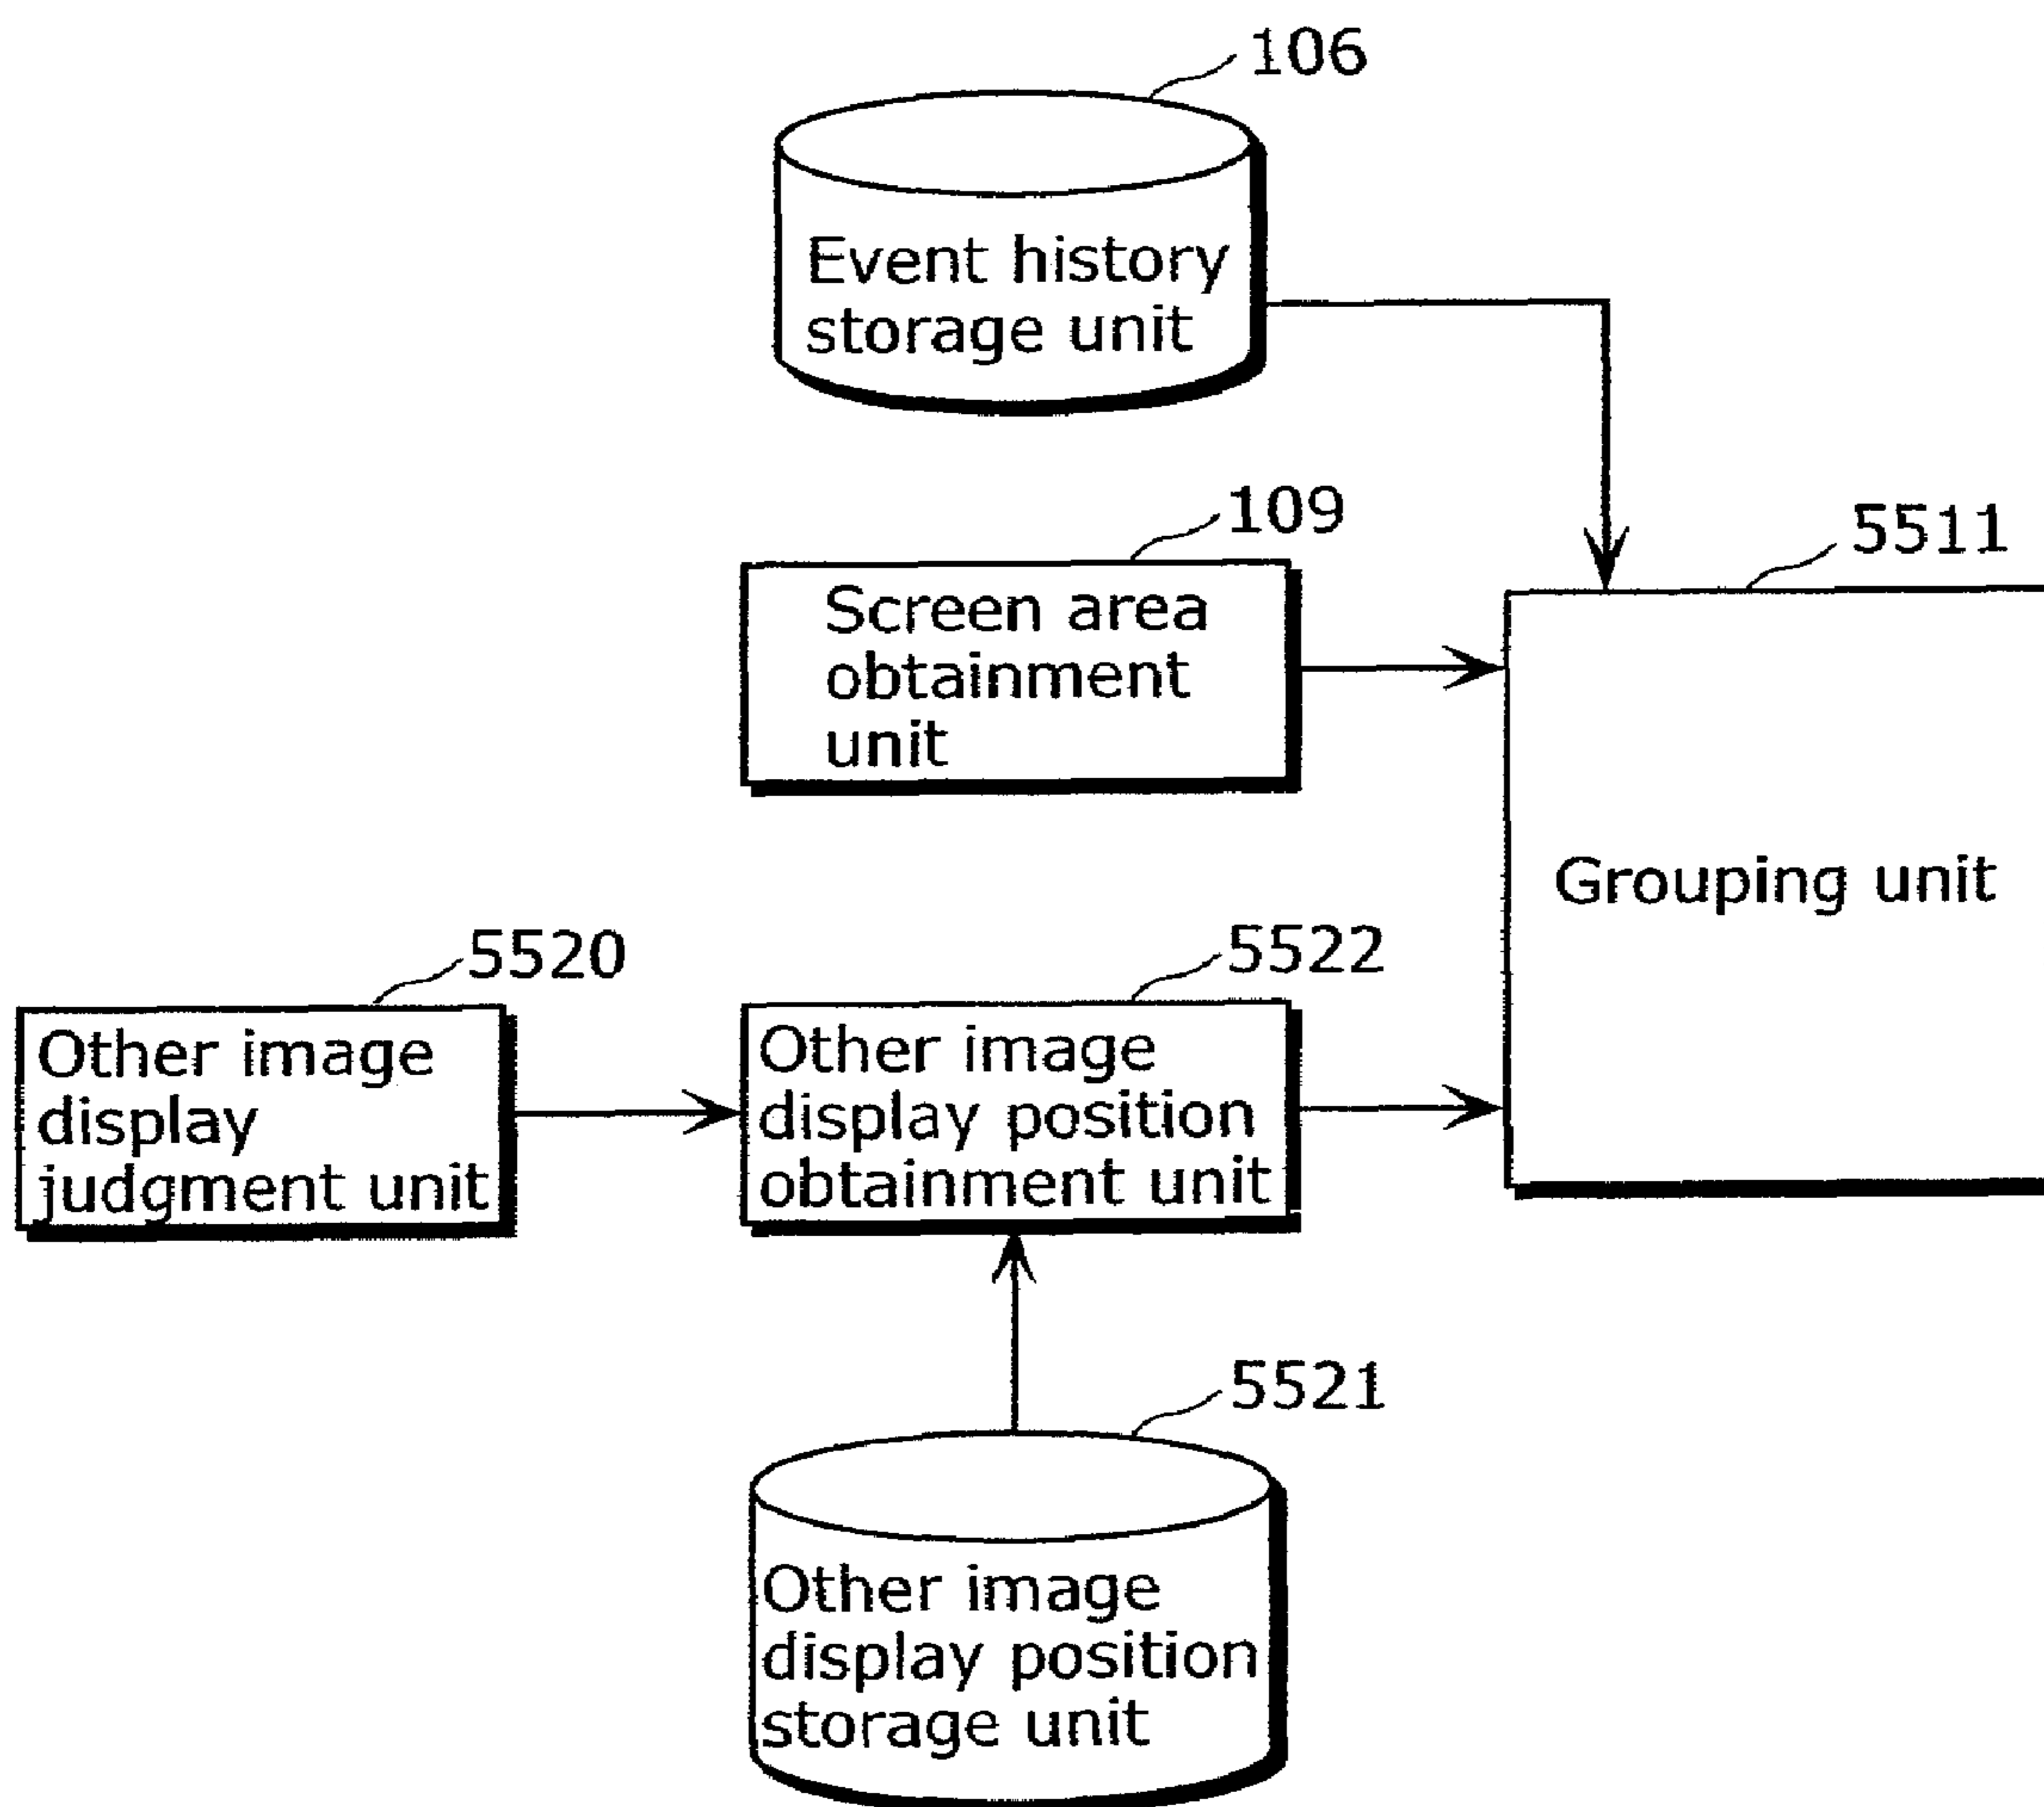 106
Event history
storage unit
109
Screen area
obtainment
unit
5511
Grouping unit
5520
Other image
display
judgment unit
5522
Other image
display position
obtainment unit
5521
Other image
display position
storage unit